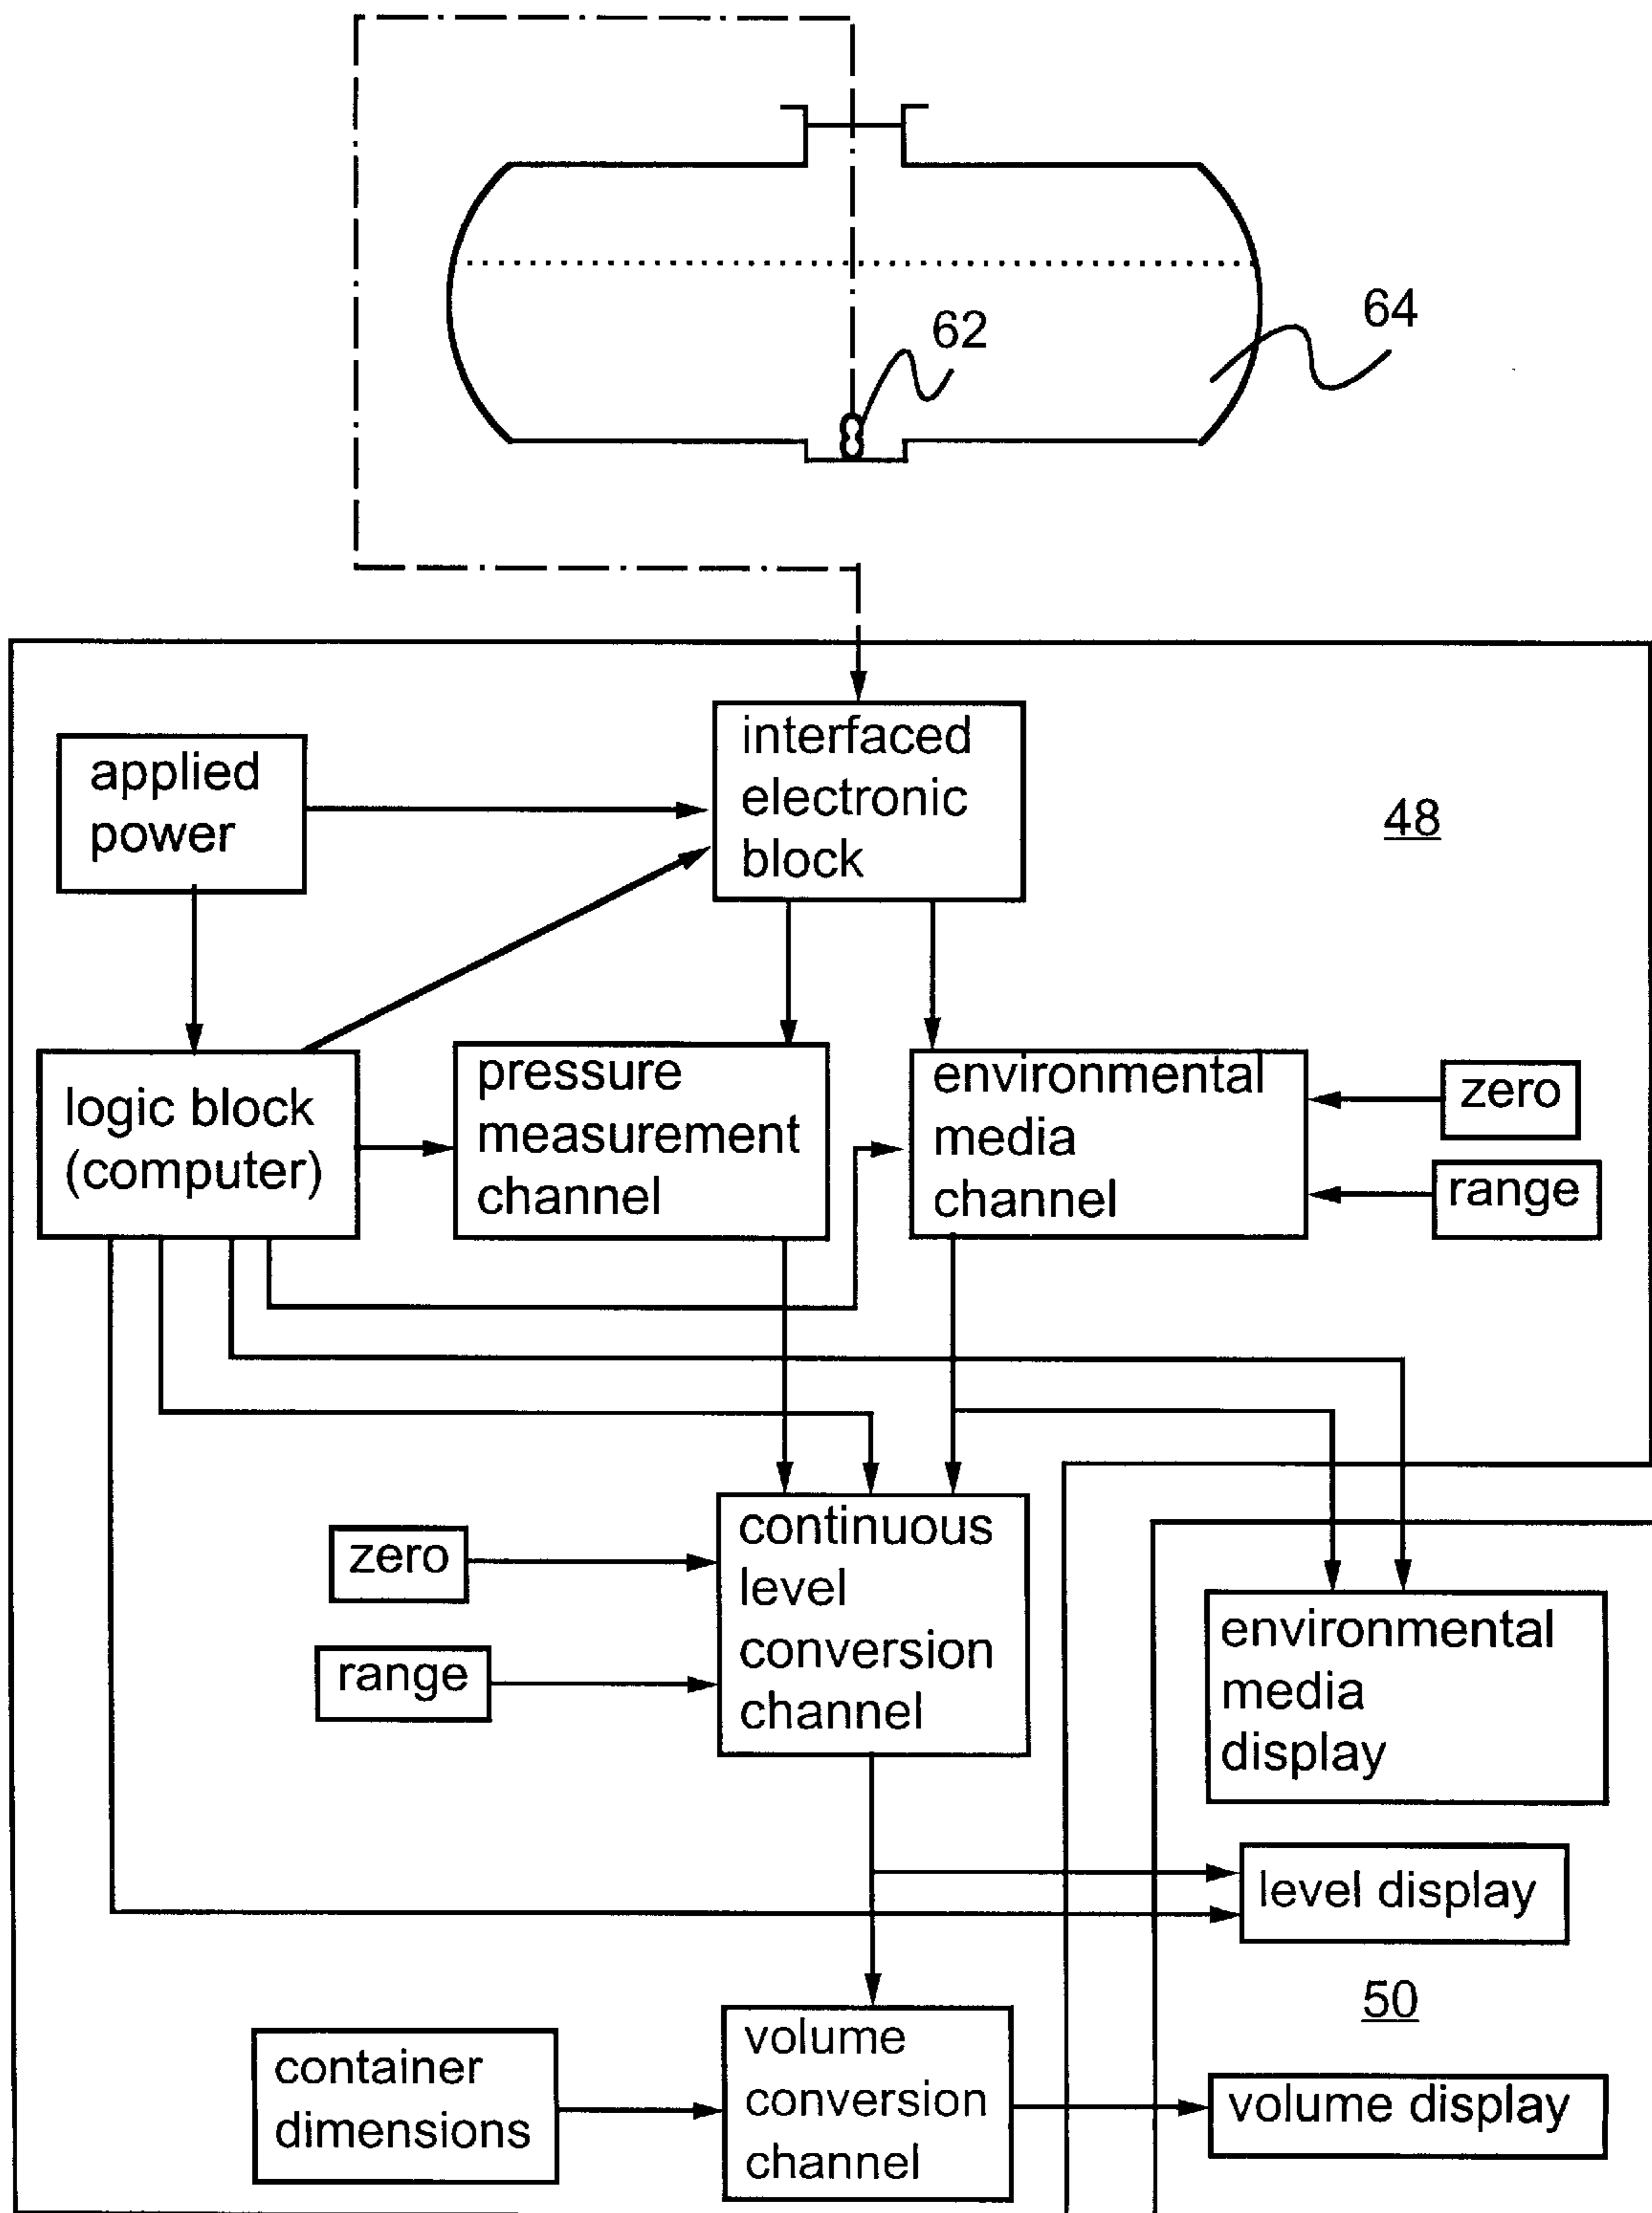 62
64
interfaced
electronic
block
applied
power
48
logic block
(computer)
pressure
measurement
channel
environmental
media
channel
zero
range
continuous
level
conversion
channel
zero
range
environmental
media
display
level display
50
volume
conversion
channel
container
dimensions
volume display